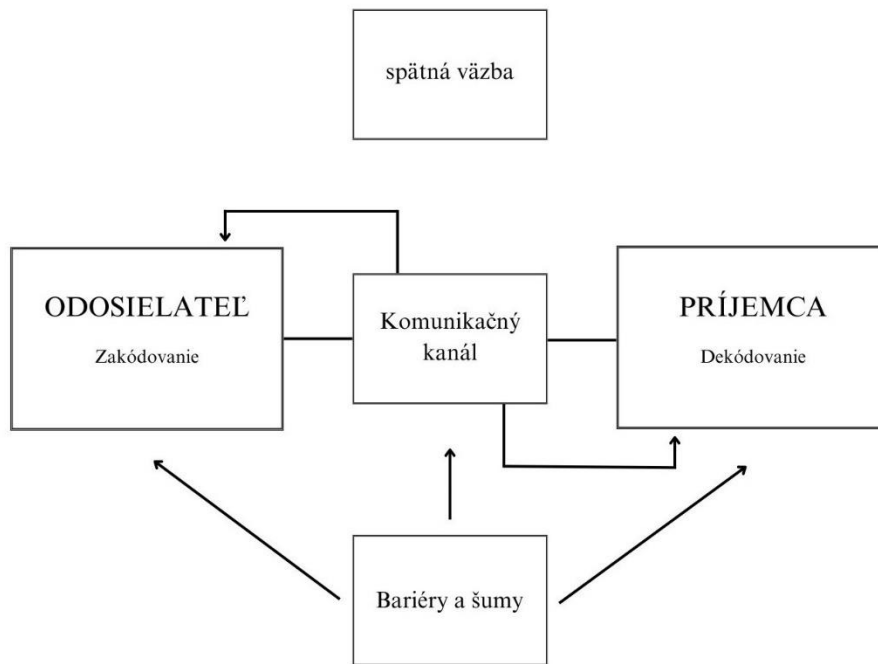 spätná väzba
ODOSIELATEĽ
Zakódovanie
Komunikačný
kanál
PRÍJEMCA
Dekódovanie
Bariéry a šumy